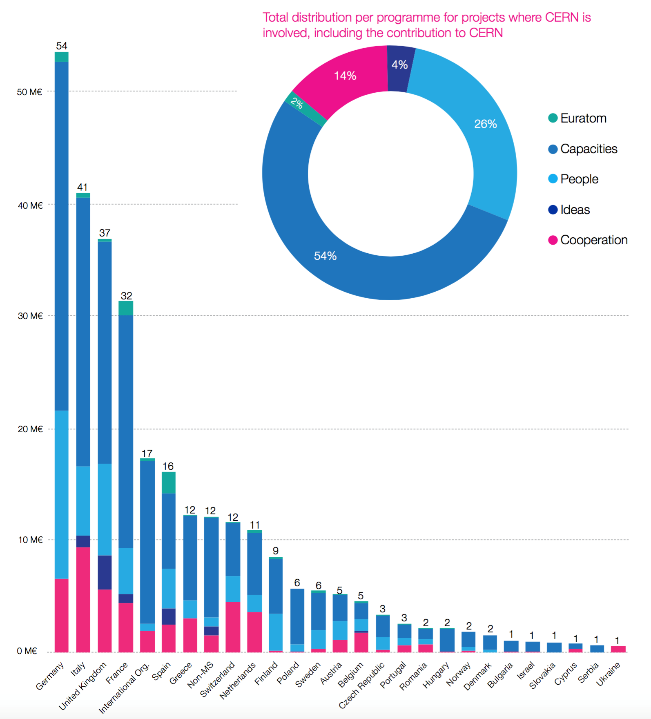 Total distribution per programme for projects where CERN is
involved, including the contribution to CERN
4%
26%
54%
2%
14%
Euratom
Capacities
People
Ideas
Cooperation
50 M€
40 M€
30 M€
20 M€
10 M€
0 M€
54
41
37
32
17
16
12
12
12
11
9
6
6
5
5
3
3
2
2
2
2
1
1
1
1
1
1
Germany
Italy
United Kingdom
France
International Org.
Spain
Greece
Non-MS
Switzerland
Netherlands
Finland
Poland
Sweden
Austria
Belgium
Czech Republic
Portugal
Romania
Hungary
Norway
Denmark
Bulgaria
Israel
Slovakia
Cyprus
Serbia
Ukraine